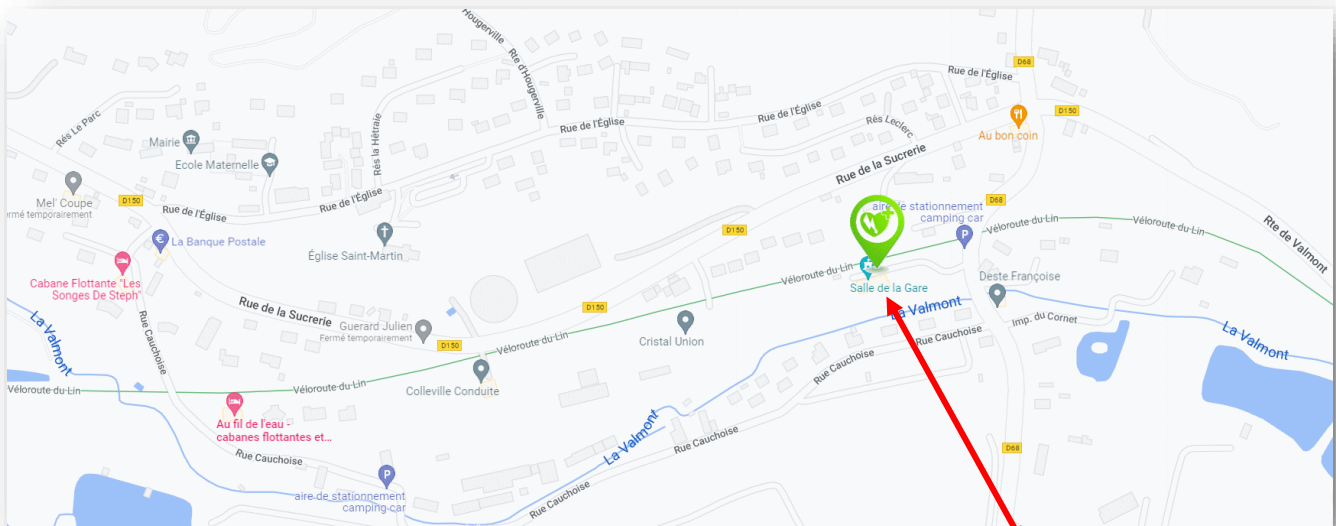 Hougerville
Rte d'Hougerville
D68
Rue de l'Église
D150
Rés Le Parc
Mairie
Ecole Maternelle
Rés la Hêtraie
Rue de l'Église
Rue de l'Église
Rés Leclerc
Au bon coin
Rue de la Sucrerie
Mel' Coupe
Fermé temporairement
D150
Rue de l'Église
Rue de l'Église
La Banque Postale
Église Saint-Martin
D150
aire de stationnement
camping car
D68
Véloroute du Lin
Véloroute du Lin
Rte de Valmont
Cabane Flottante "Les
Songes De Steph"
Véloroute du Lin
Salle de la Gare
Deste Françoise
La Valmont
Rue de la Sucrerie
D150
Imp. du Cornet
La Valmont
La Valmont
Rue Cauchoise
Guerard Julien
Fermé temporairement
D150
Véloroute du Lin
Cristal Union
Rue Cauchoise
Rue Cauchoise
Véloroute du Lin
Véloroute du Lin
Colleville Conduite
Au fil de l'eau -
cabanes flottantes et...
La Valmont
Rue Cauchoise
Rue Cauchoise
D68
aire de stationnement
camping-car
Rue Cauchoise